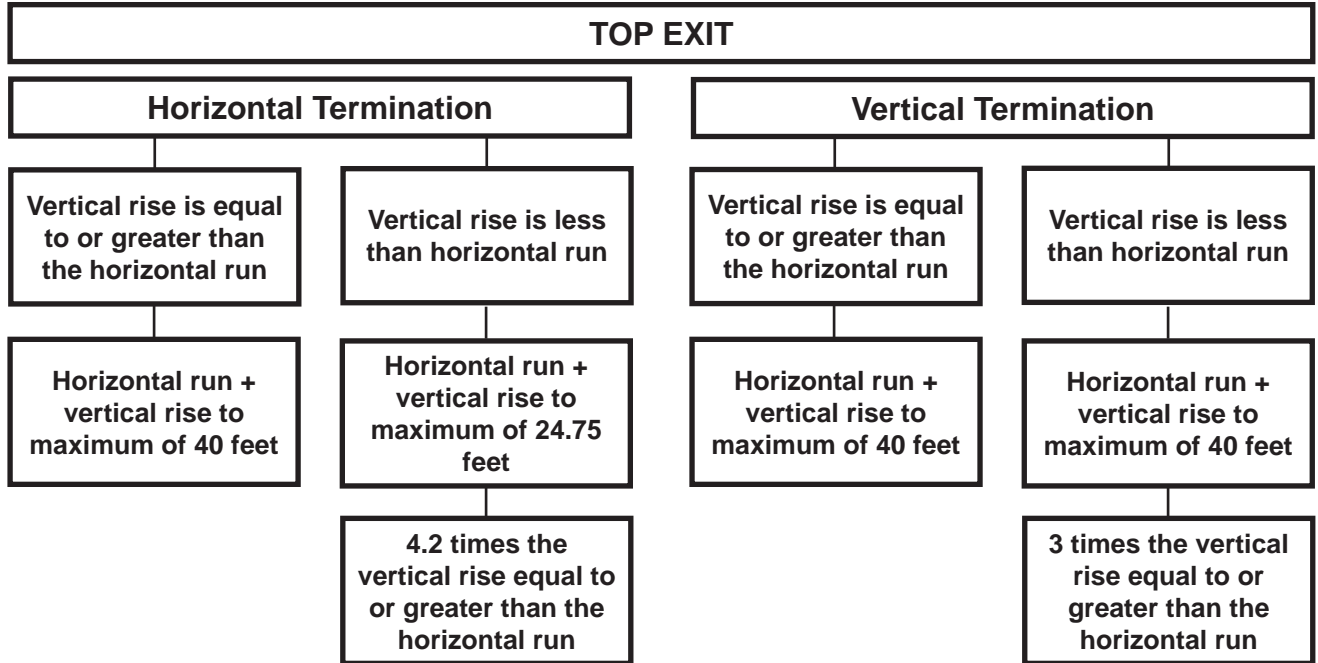 TOP EXIT
Horizontal Termination
Vertical Termination
Vertical rise is equal
to or greater than
the horizontal run
Vertical rise is less
than horizontal run
Vertical rise is equal
to or greater than
the horizontal run
Vertical rise is less
than horizontal run
Horizontal run +
vertical rise to
maximum of 40 feet
Horizontal run +
vertical rise to
maximum of 24.75
feet
Horizontal run +
vertical rise to
maximum of 40 feet
Horizontal run +
vertical rise to
maximum of 40 feet
4.2 times the
vertical rise equal to
or greater than the
horizontal run
3 times the vertical
rise equal to or
greater than the
horizontal run